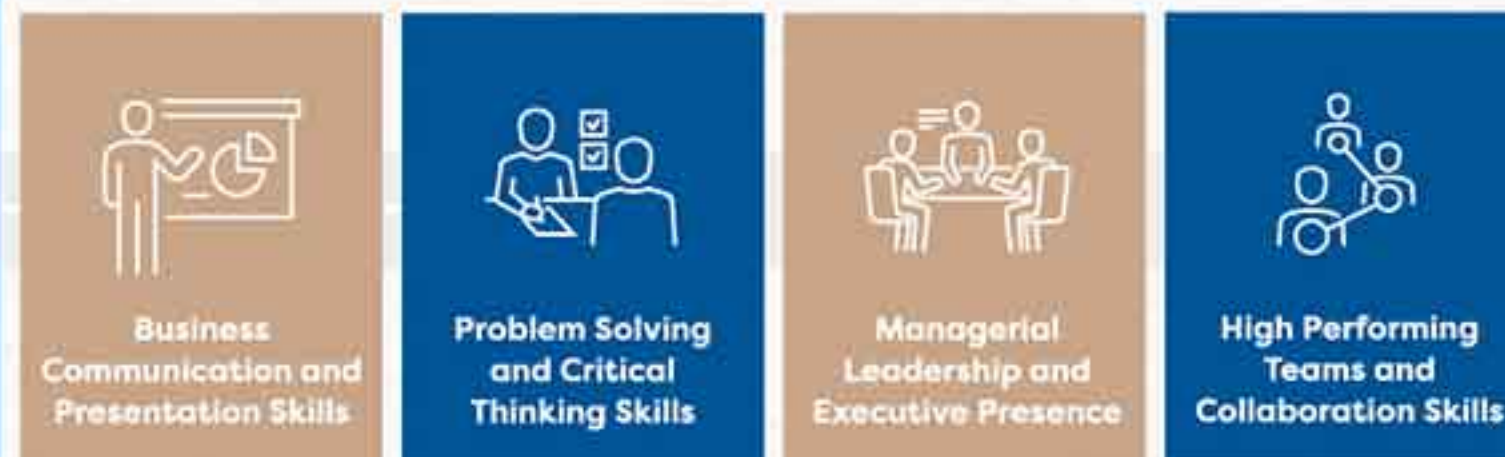 Business
Communication and
Presentation Skills
Problem Solving
and Critical
Thinking Skills
Managerial
Leadership and
Executive Presence
High Performing
Teams and
Collaboration Skills